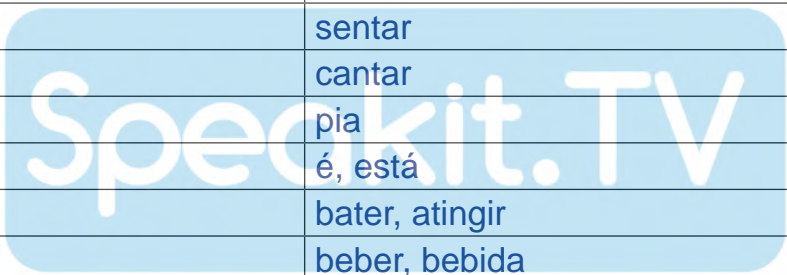 sentar
cantar
pia
é, está
bater, atingir
beber, bebida
Speakit.TV